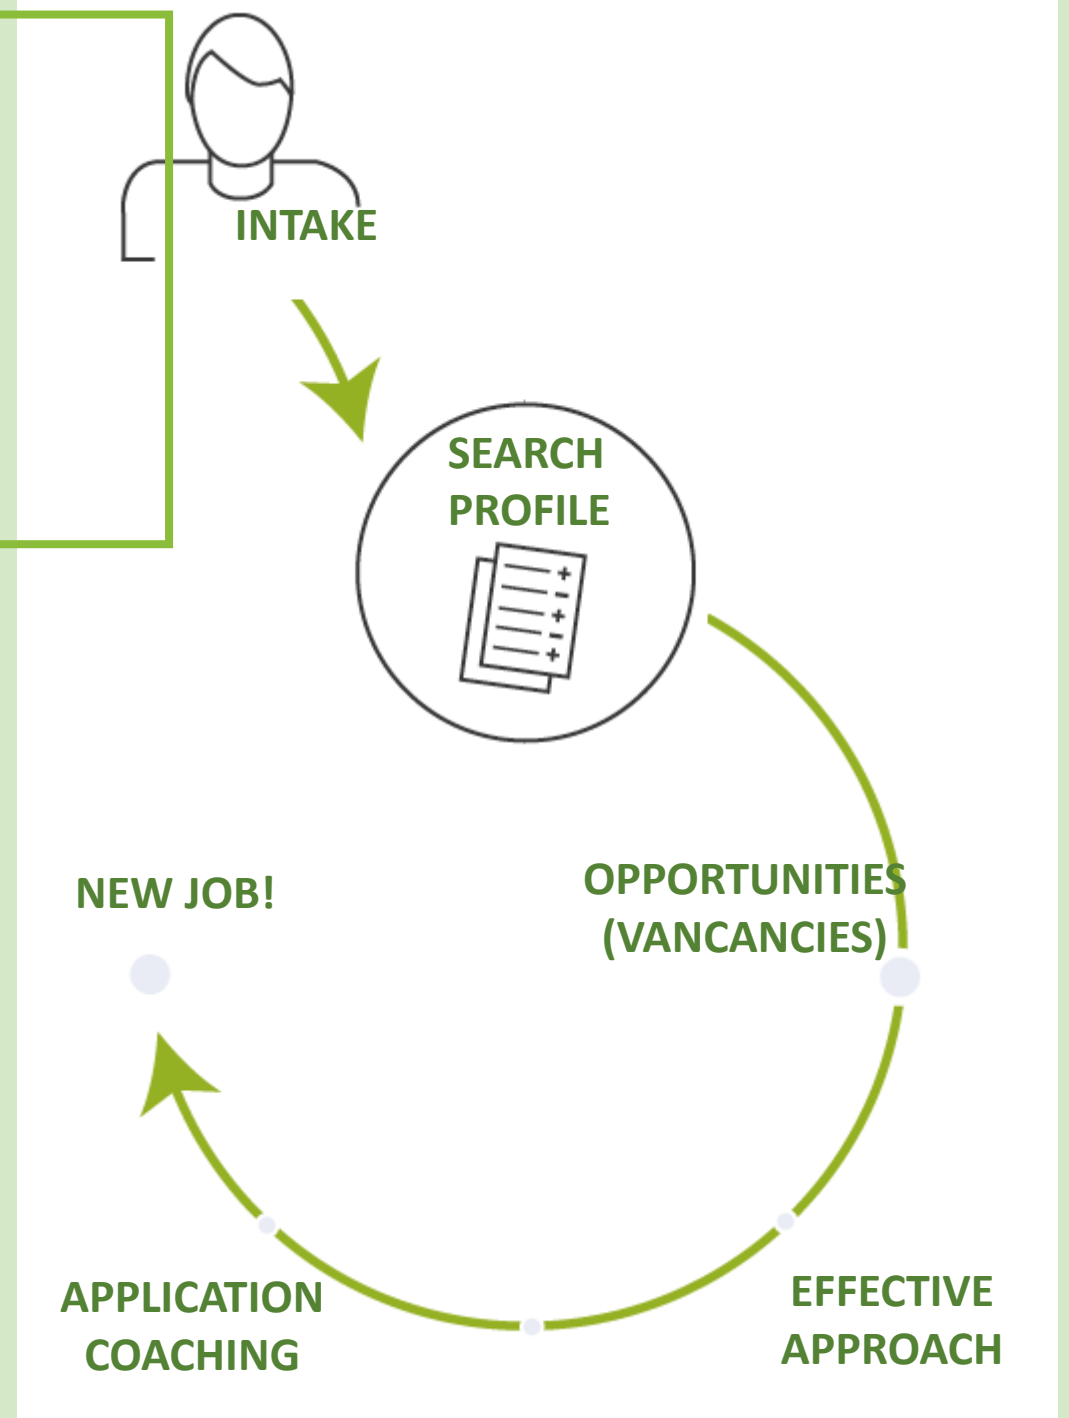 INTAKE
SEARCH
PROFILE
OPPORTUNITIES
(VANCANCIES)
NEW JOB!
EFFECTIVE
APPROACH
APPLICATION
COACHING